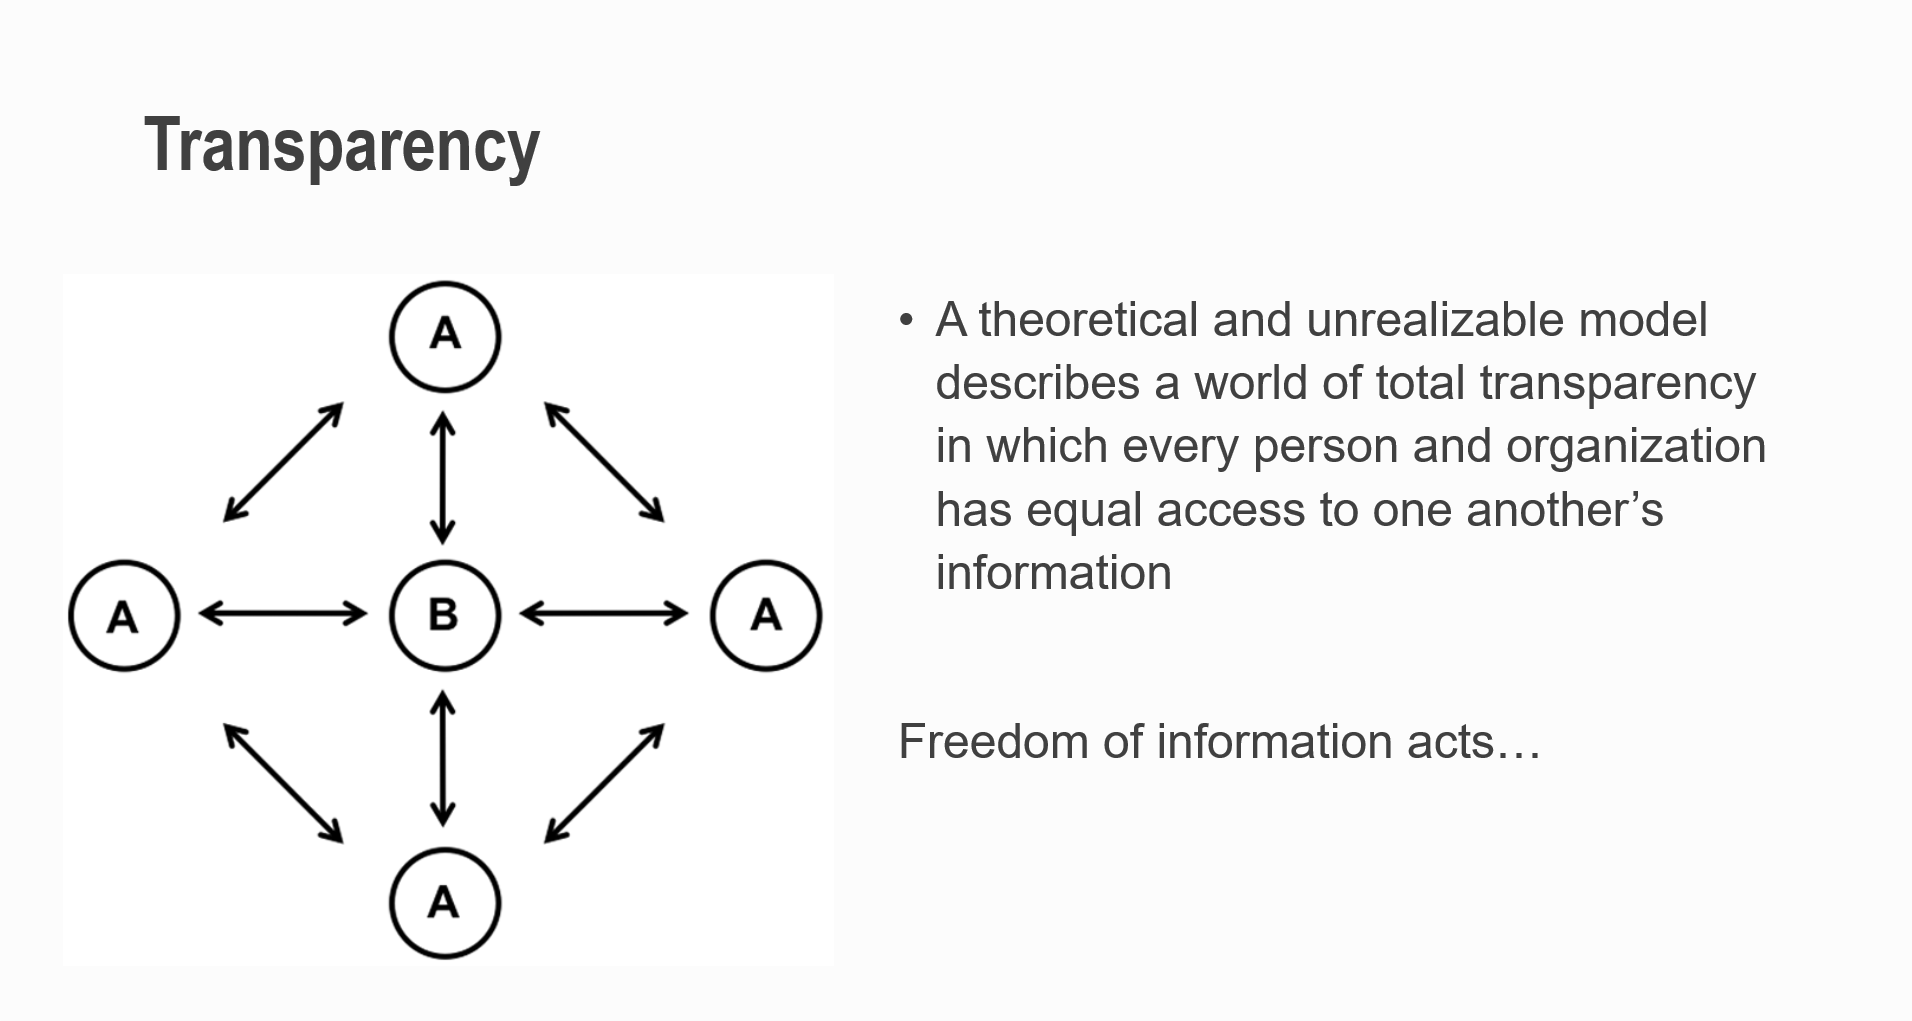 Transparency
A
A
B
A
A
• A theoretical and unrealizable model
describes a world of total transparency
in which every person and organization
has equal access to one another’s
information
Freedom of information acts…